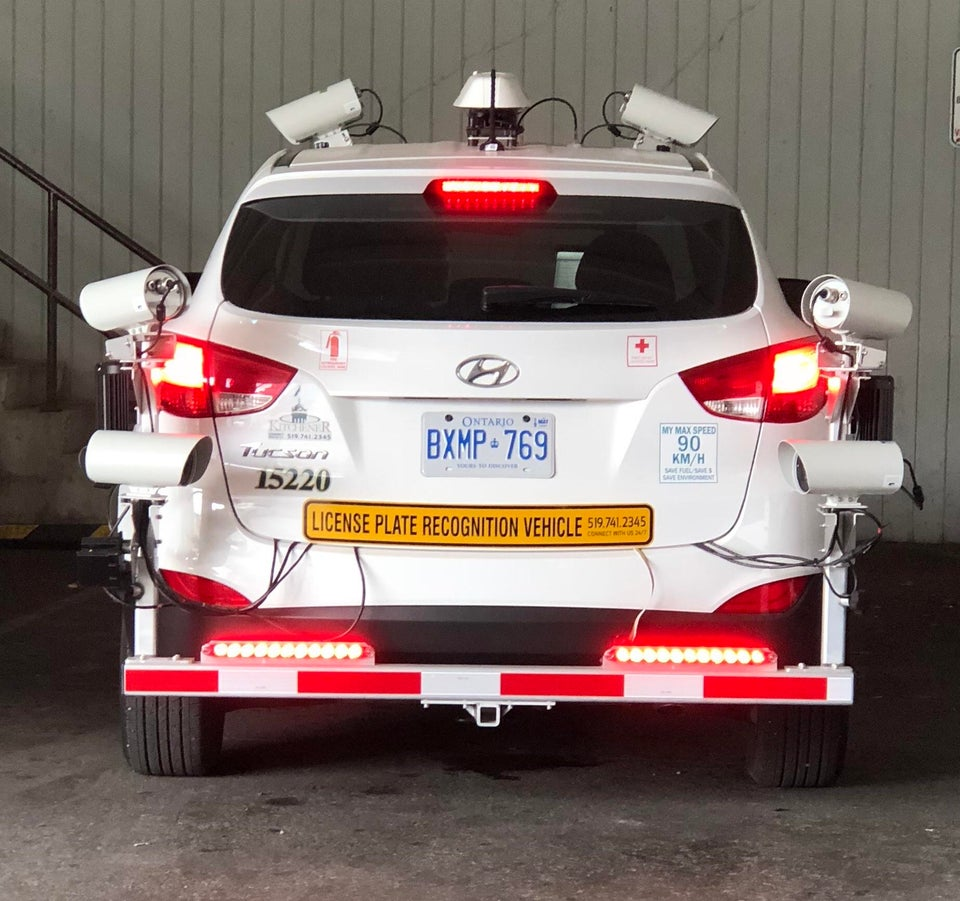 KITCHENER
519.741.2345
TUCSON
15220
ONTARIO
BXMP 769
YOURS TO DISCOVER
MY MAX SPEED
90
KM/H
SAVE FUEL/SAVE $
SAVE ENVIRONMENT
LICENSE PLATE RECOGNITION VEHICLE 519.741.2345
CONNECT WITH US 24/7